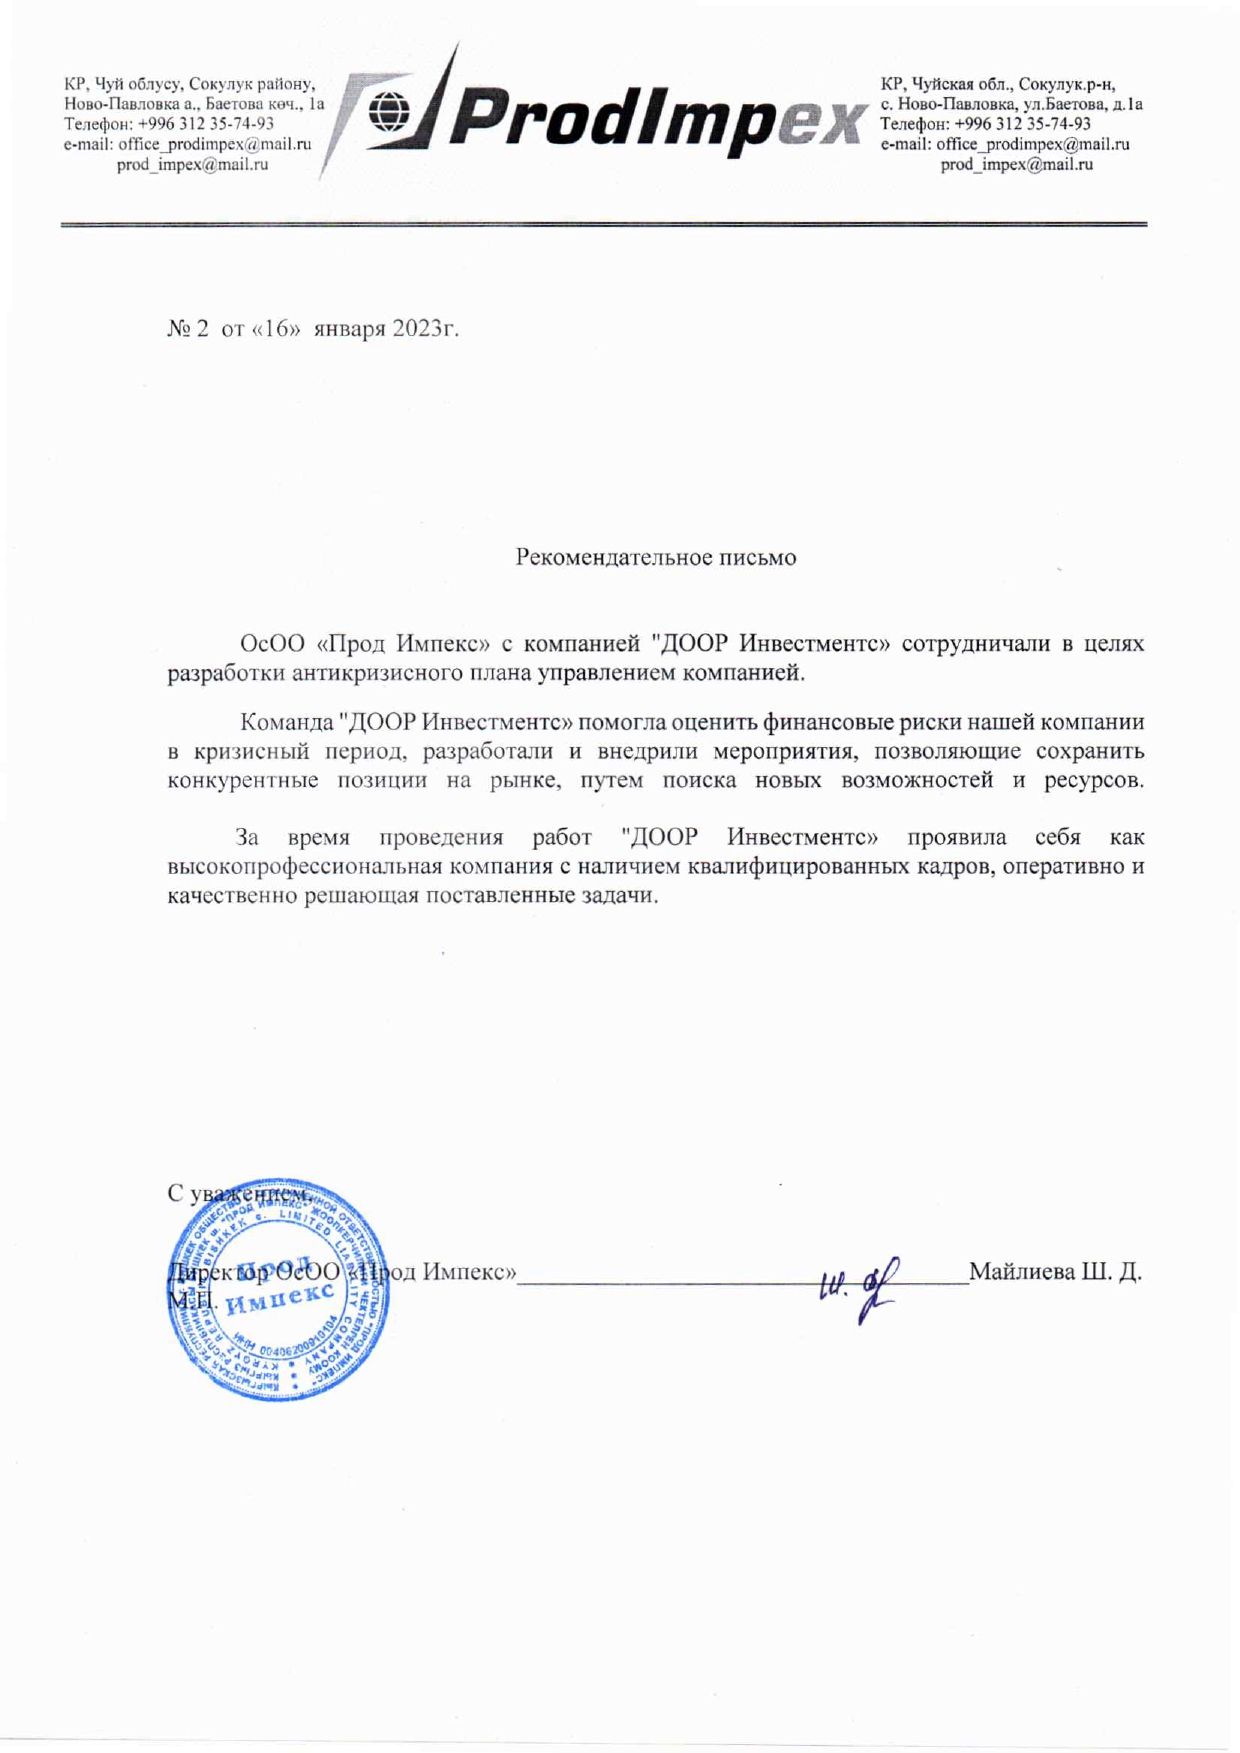 КР, Чуй облусу, Сокулук району,
Ново-Павловка а., Баетова көч., 1а
Телефон: +996 312 35-74-93
e-mail: office_prodimpex@mail.ru
prod_impex@mail.ru
ProdImpex
КР, Чуйская обл., Сокулук.р-н,
с. Ново-Павловка, ул.Баетова, д.1а
Телефон: +996 312 35-74-93
e-mail: office_prodimpex@mail.ru
prod_impex@mail.ru
№ 2 от «16» января 2023г.
Рекомендательное письмо
ОсОО «Прод Импекс» с компанией "ДООР Инвестментс» сотрудничали в целях
разработки антикризисного плана управлением компанией.
Команда "ДООР Инвестментс» помогла оценить финансовые риски нашей компании
в кризисный период, разработали и внедрили мероприятия, позволяющие сохранить
конкурентные позиции на рынке, путем поиска новых возможностей и ресурсов.
За время проведения работ "ДООР Инвестментс» проявила себя как
высокопрофессиональная компания с наличием квалифицированных кадров, оперативно и
качественно решающая поставленные задачи.
С уважением,
Директор ОсОО «Прод Импекс» Майлиева Ш. Д.
М.П.
Прод
Импекс
ИНН 00406200910104
LIMITED LIABILITY COMPANY